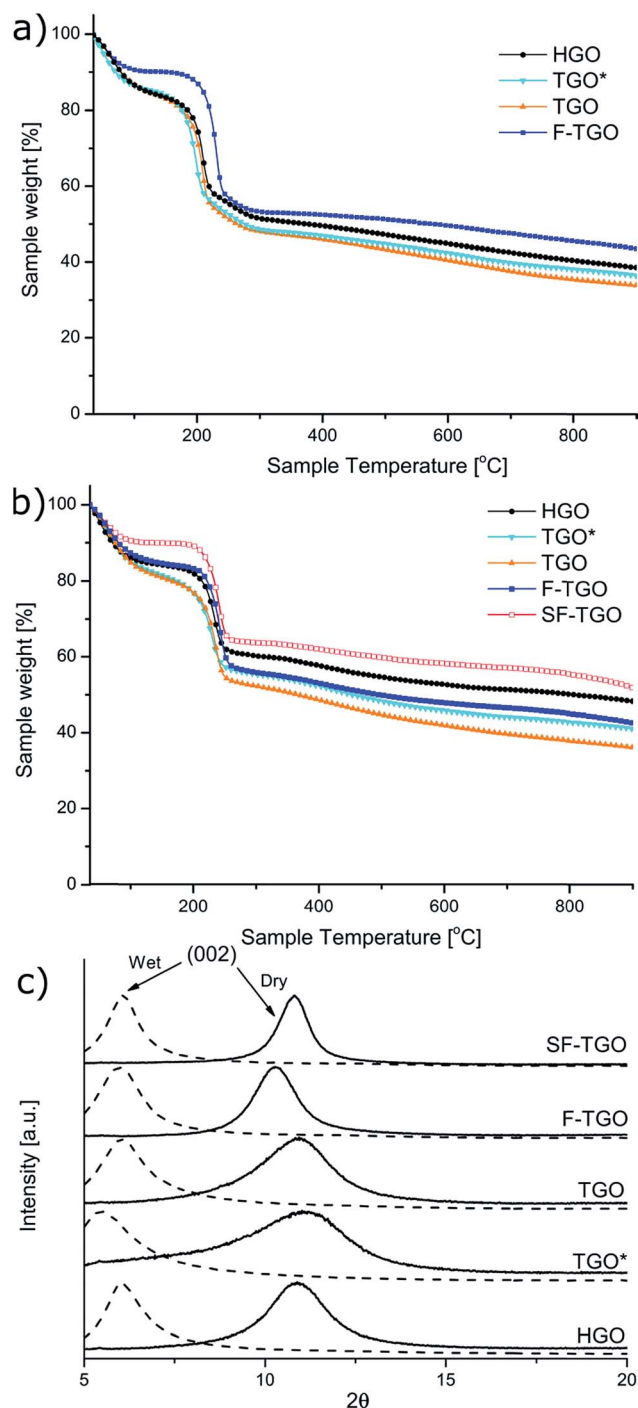 a)
HGO
TGO*
TGO
F-TGO
100
80
60
40
20
0
Sample weight [%]
200 400 600 800
Sample Temperature [°C]
b)
HGO
TGO*
TGO
F-TGO
SF-TGO
100
80
60
40
20
0
Sample weight [%]
200 400 600 800
Sample Temperature [°C]
c)
Wet (002) Dry
SF-TGO
F-TGO
TGO
TGO*
HGO
Intensity [a.u.]
5 10 15 20
2θ